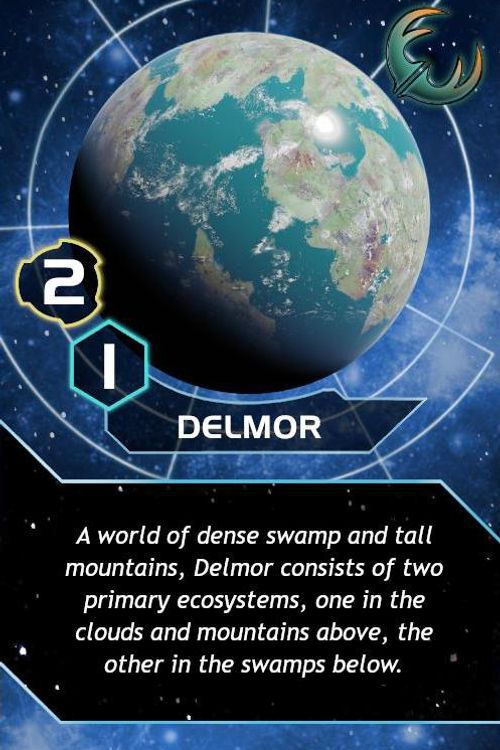 2
1
DELMOR
A world of dense swamp and tall
mountains, Delmor consists of two
primary ecosystems, one in the
clouds and mountains above, the
other in the swamps below.